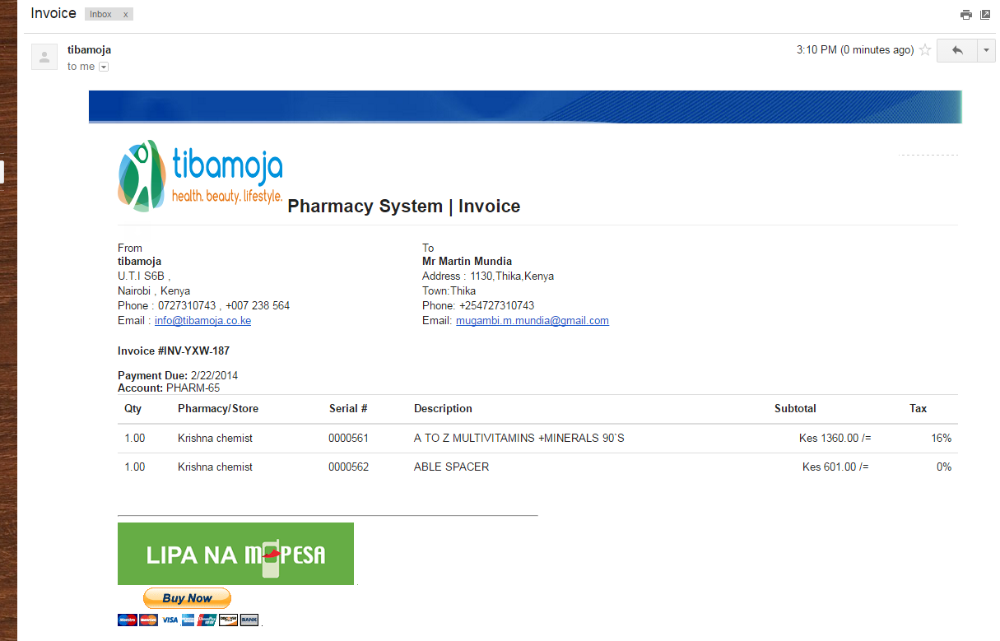 Invoice Inbox x
tibamoja 3:10 PM (0 minutes ago)
to me
tibamoja
health. beauty. lifestyle.
Pharmacy System | Invoice
From
tibamoja
U.T.I S6B ,
Nairobi , Kenya
Phone : 0727310743 , +007 238 564
Email : info@tibamoja.co.ke
To
Mr Martin Mundia
Address : 1130,Thika,Kenya
Town:Thika
Phone: +254727310743
Email: mugambi.m.mundia@gmail.com
Invoice #INV-YXW-187
Payment Due: 2/22/2014
Account: PHARM-65
Qty Pharmacy/Store Serial # Description Subtotal Tax
1.00 Krishna chemist 0000561 A TO Z MULTIVITAMINS +MINERALS 90`S Kes 1360.00 /= 16%
1.00 Krishna chemist 0000562 ABLE SPACER Kes 601.00 /= 0%
LIPA NA M-PESA
Buy Now
Maestro MasterCard VISA DISCOVER BANK